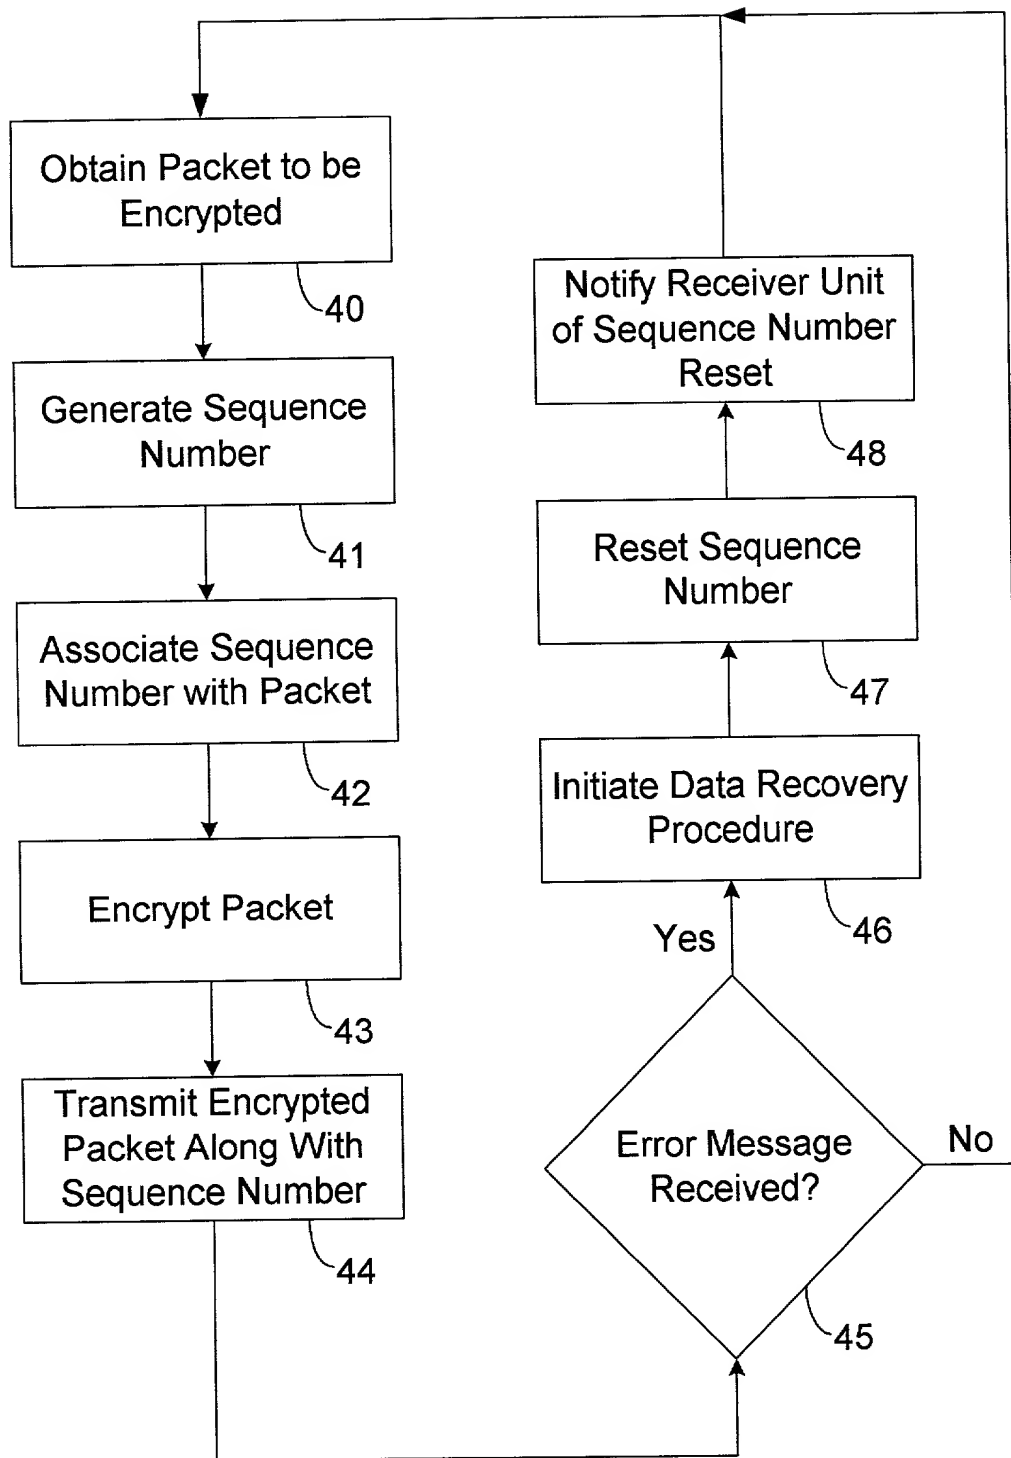 Obtain Packet to be
Encrypted
40
Generate Sequence
Number
41
Associate Sequence
Number with Packet
42
Encrypt Packet
43
Transmit Encrypted
Packet Along With
Sequence Number
44
Notify Receiver Unit
of Sequence Number
Reset
48
Reset Sequence
Number
47
Initiate Data Recovery
Procedure
46
Yes
Error Message
Received?
No
45